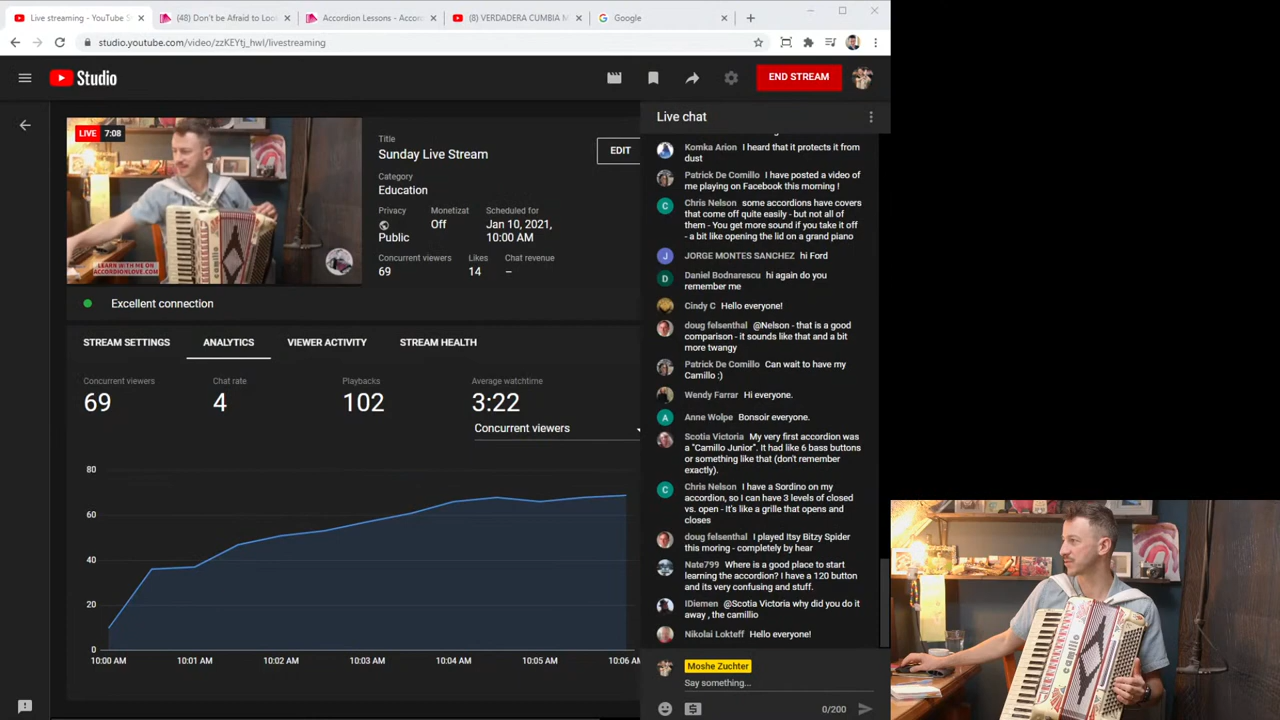 Live streaming - YouTube S
(48) Don't be Afraid to Loo
Accordion Lessons - Accor
(8) VERDADERA CUMBIA M
Google
studio.youtube.com/video/zzKEYtj_hwI/livestreaming
Studio
END STREAM
LIVE 7:08
LEARN WITH ME ON
ACCORDIONLOVE.COM
Title
Sunday Live Stream
EDIT
Category
Education
Privacy
Public
Monetizat
Off
Scheduled for
Jan 10, 2021,
10:00 AM
Concurrent viewers
69
Likes
14
Chat revenue
–
Excellent connection
STREAM SETTINGS
ANALYTICS
VIEWER ACTIVITY
STREAM HEALTH
Concurrent viewers
69
Chat rate
4
Playbacks
102
Average watchtime
3:22
Concurrent viewers
80
60
40
20
0
10:00 AM 10:01 AM 10:02 AM 10:03 AM 10:04 AM 10:05 AM 10:06 AM
Live chat
Komka Arion I heard that it protects it from
dust
Patrick De Comillo I have posted a video of
me playing on Facebook this morning !
Chris Nelson some accordions have covers
that come off quite easily - but not all of
them - You get more sound if you take it off
- a bit like opening the lid on a grand piano
JORGE MONTES SANCHEZ hi Ford
Daniel Bodnarescu hi again do you
remember me
Cindy C Hello everyone!
doug felsenthal @Nelson - that is a good
comparison - it sounds like that and a bit
more twangy
Patrick De Comillo Can wait to have my
Camillo :)
Wendy Farrar Hi everyone.
Anne Wolpe Bonsoir everyone.
Scotia Victoria My very first accordion was
a "Camillo Junior". It had like 6 bass buttons
or something like that (don't remember
exactly).
Chris Nelson I have a Sordino on my
accordion, so I can have 3 levels of closed
vs. open - It's like a grille that opens and
closes
doug felsenthal I played Itsy Bitzy Spider
this moring - completely by hear
Nate799 Where is a good place to start
learning the accordion? I have a 120 button
and its very confusing and stuff.
IDiemen @Scotia Victoria why did you do it
away , the camillio
Nikolai Lokteff Hello everyone!
Moshe Zuchter
Say something...
0/200
camillo